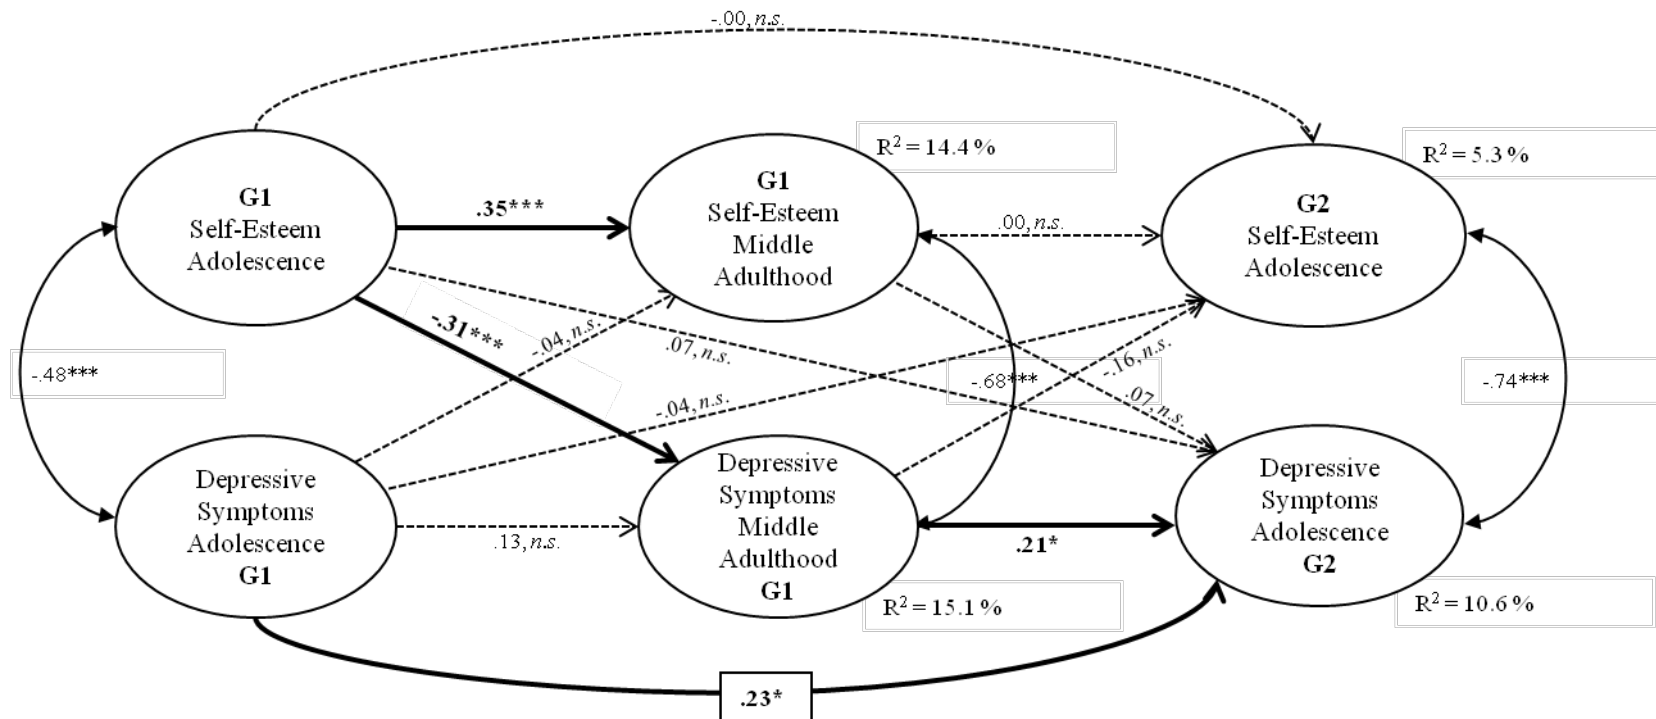 -.00, n.s.
R² = 14.4 %
R² = 5.3 %
G1
Self-Esteem
Adolescence
.35***
G1
Self-Esteem
Middle
Adulthood
.00, n.s.
G2
Self-Esteem
Adolescence
-.31***
-.04, n.s.
.07, n.s.
-.16, n.s.
-.48***
-.68***
-.74***
-.04, n.s.
.07, n.s.
Depressive
Symptoms
Adolescence
G1
.13, n.s.
Depressive
Symptoms
Middle
Adulthood
G1
.21*
Depressive
Symptoms
Adolescence
G2
R² = 15.1 %
R² = 10.6 %
.23*